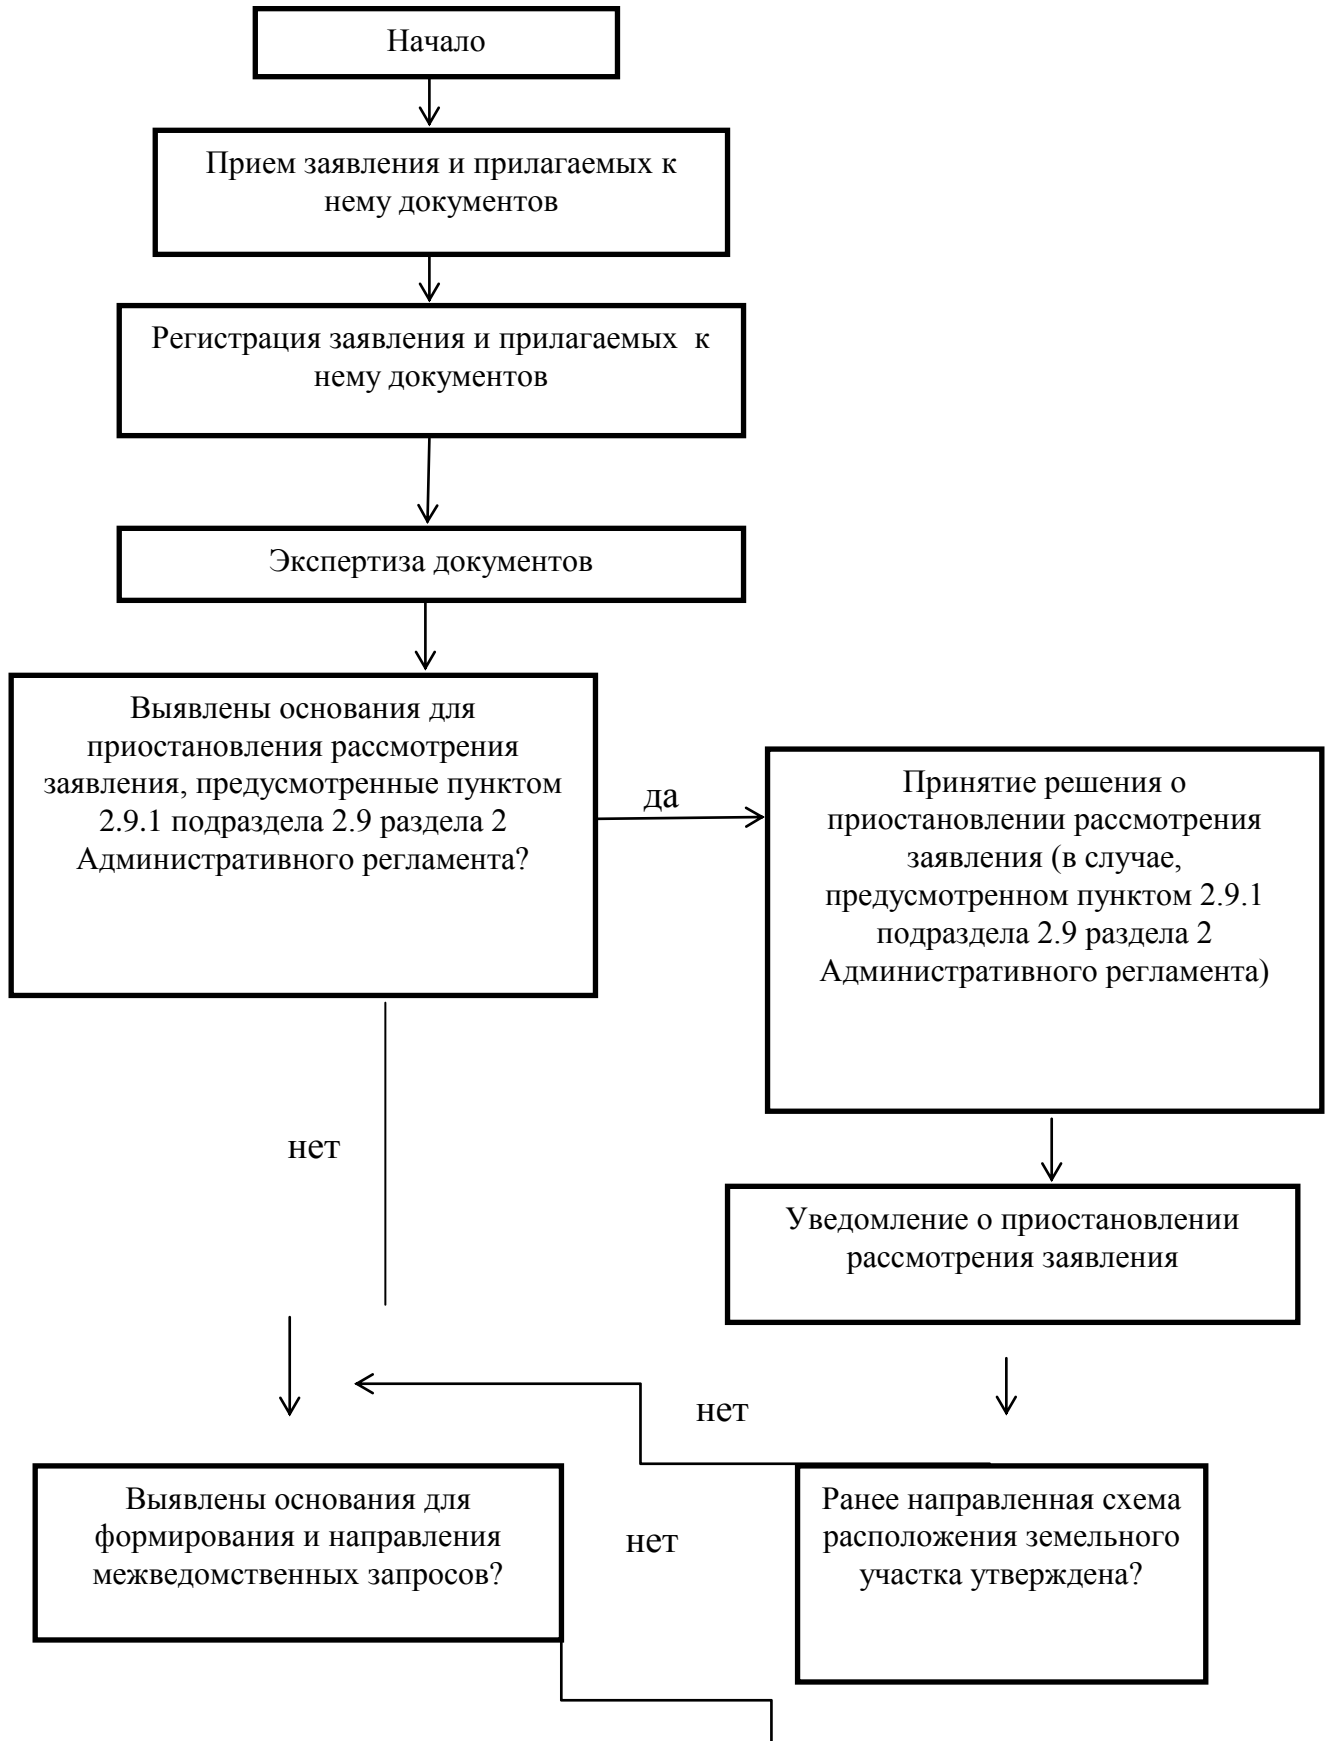 Начало
Прием заявления и прилагаемых к
нему документов
Регистрация заявления и прилагаемых к
нему документов
Экспертиза документов
Выявлены основания для
приостановления рассмотрения
заявления, предусмотренные пунктом
2.9.1 подраздела 2.9 раздела 2
Административного регламента?
да
Принятие решения о
приостановлении рассмотрения
заявления (в случае,
предусмотренном пунктом 2.9.1
подраздела 2.9 раздела 2
Административного регламента)
нет
Уведомление о приостановлении
рассмотрения заявления
нет
Выявлены основания для
формирования и направления
межведомственных запросов?
нет
Ранее направленная схема
расположения земельного
участка утверждена?